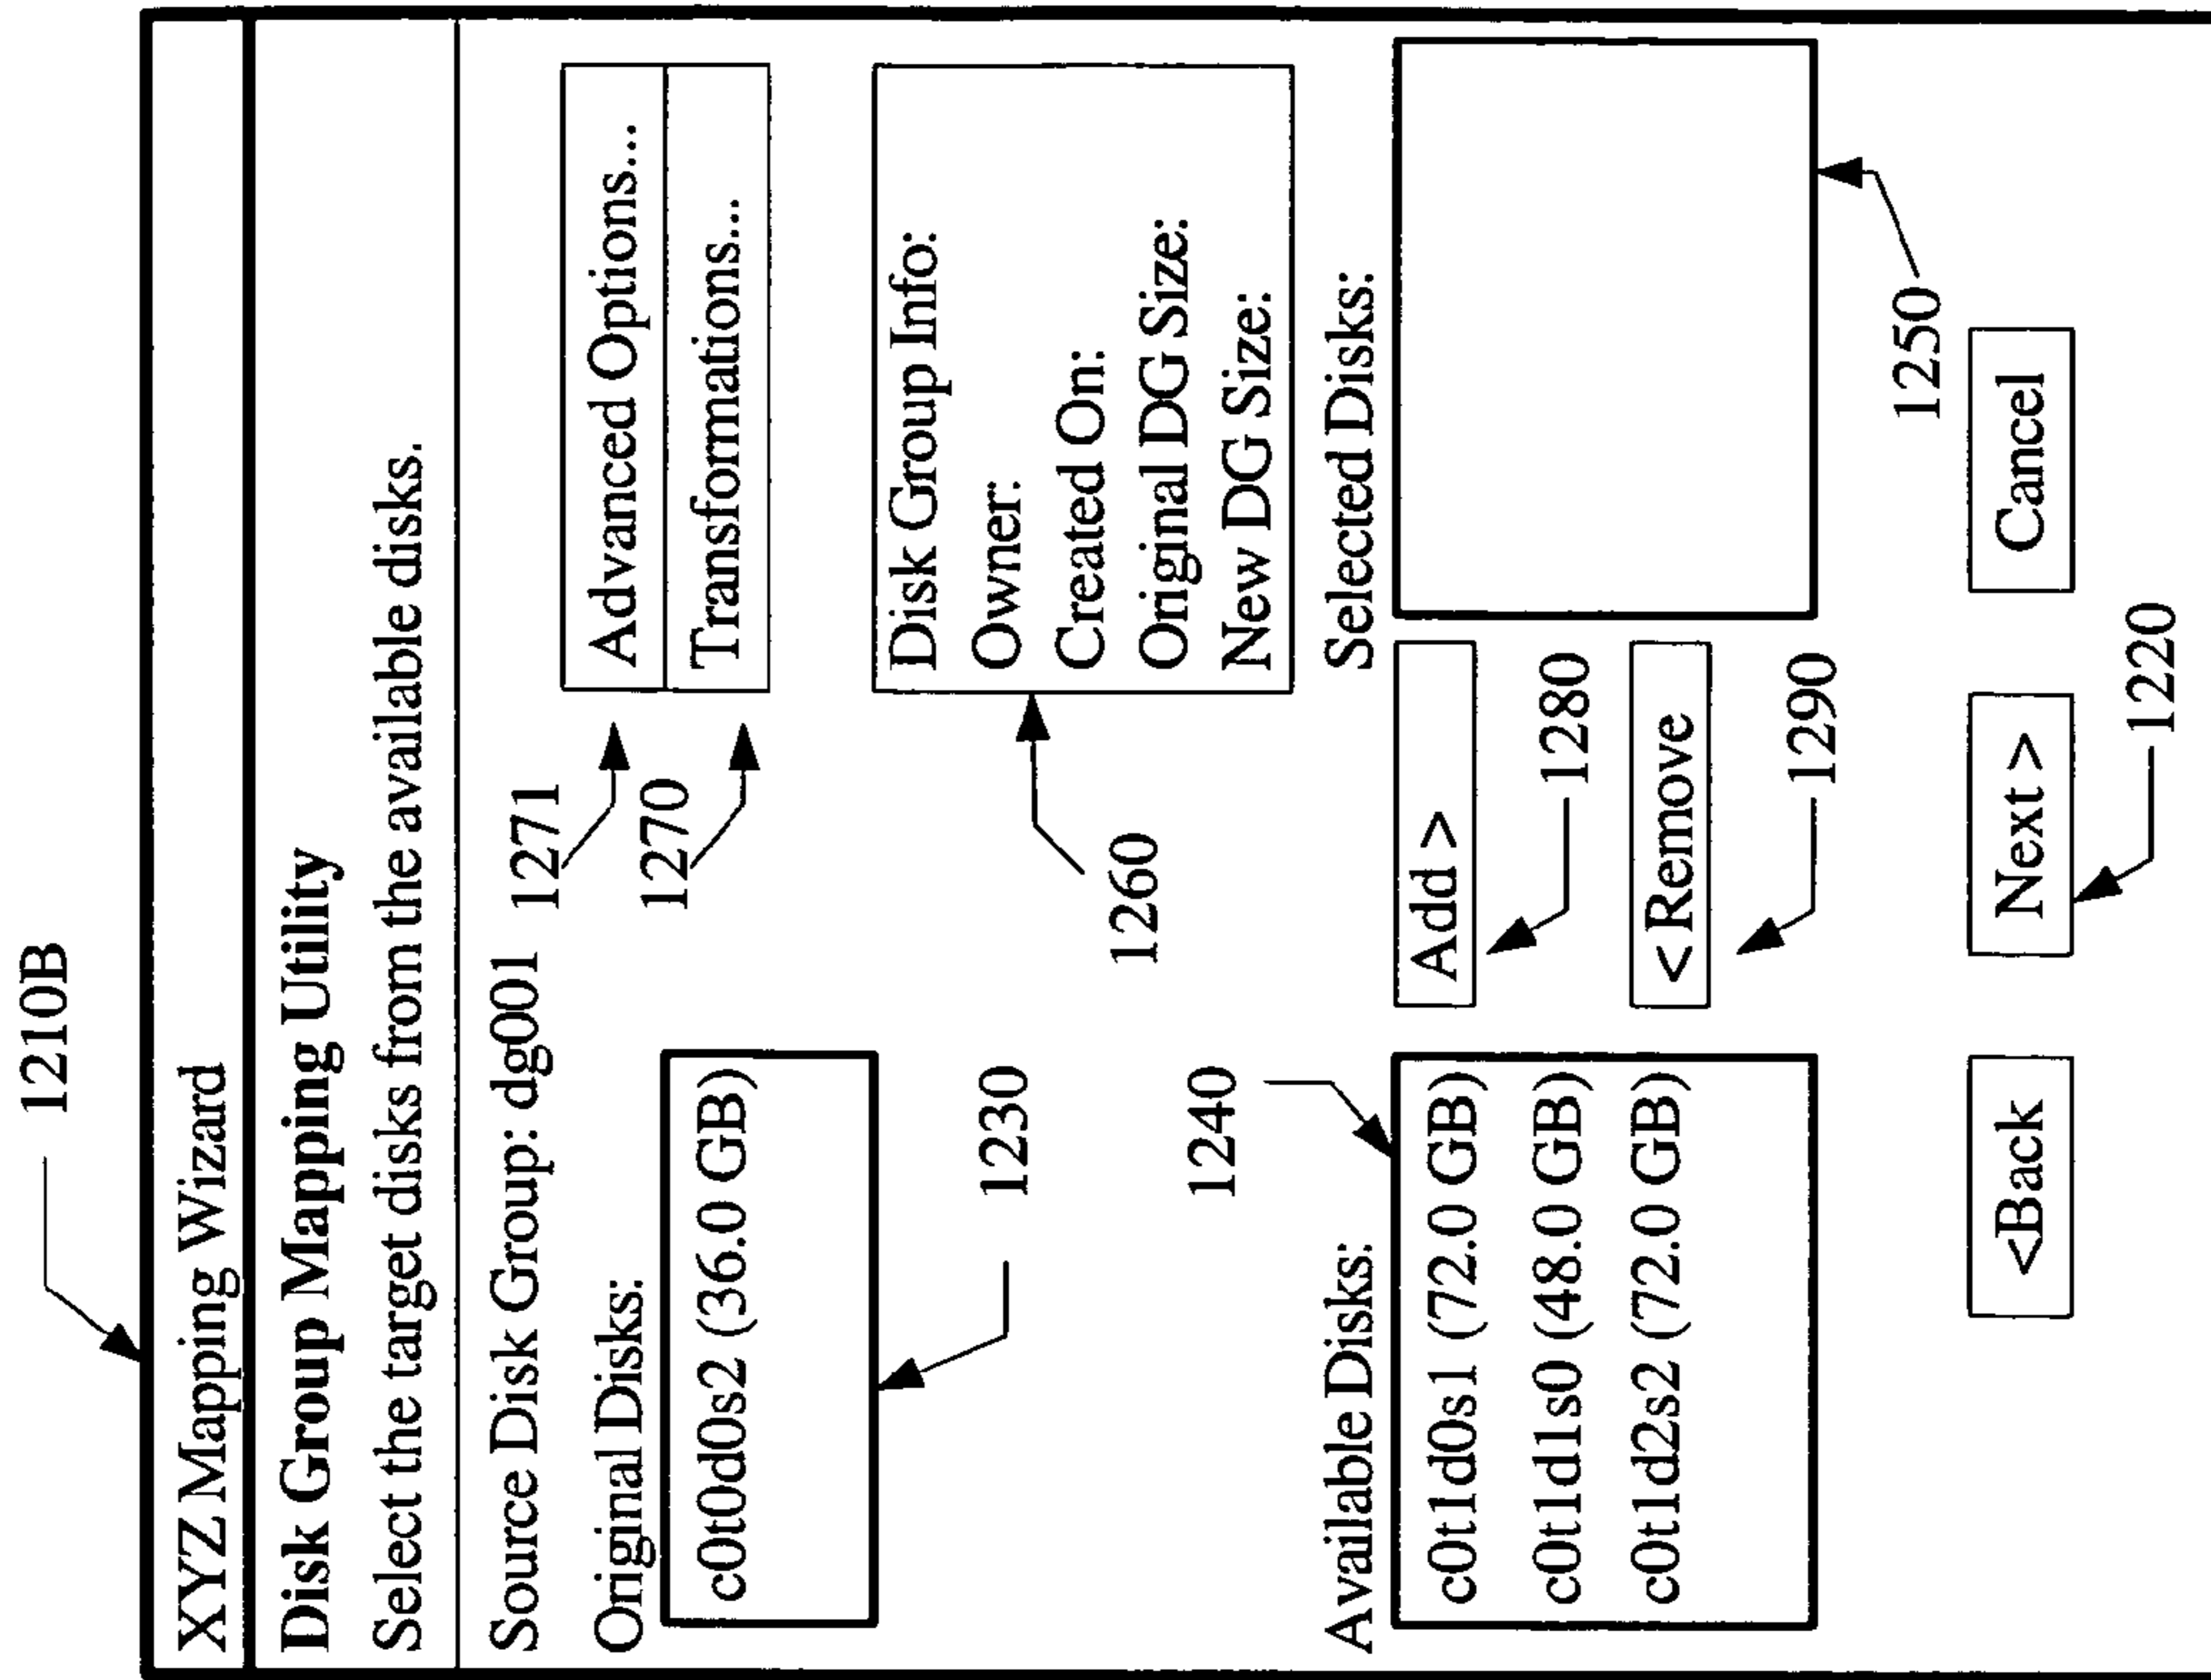 1210B
XYZ Mapping Wizard
Disk Group Mapping Utility
Select the target disks from the available disks.
Source Disk Group: dg001
1271
Advanced Options...
1270
Transformations...
Original Disks:
c0t0d0s2 (36.0 GB)
1230
1260
Disk Group Info:
Owner:
Created On:
Original DG Size:
New DG Size:
1240
Available Disks:
c0t1d0s1 (72.0 GB)
c0t1d1s0 (48.0 GB)
c0t1d2s2 (72.0 GB)
Add >
1280
<Remove
1290
Selected Disks:
1250
<Back
Next >
Cancel
1220